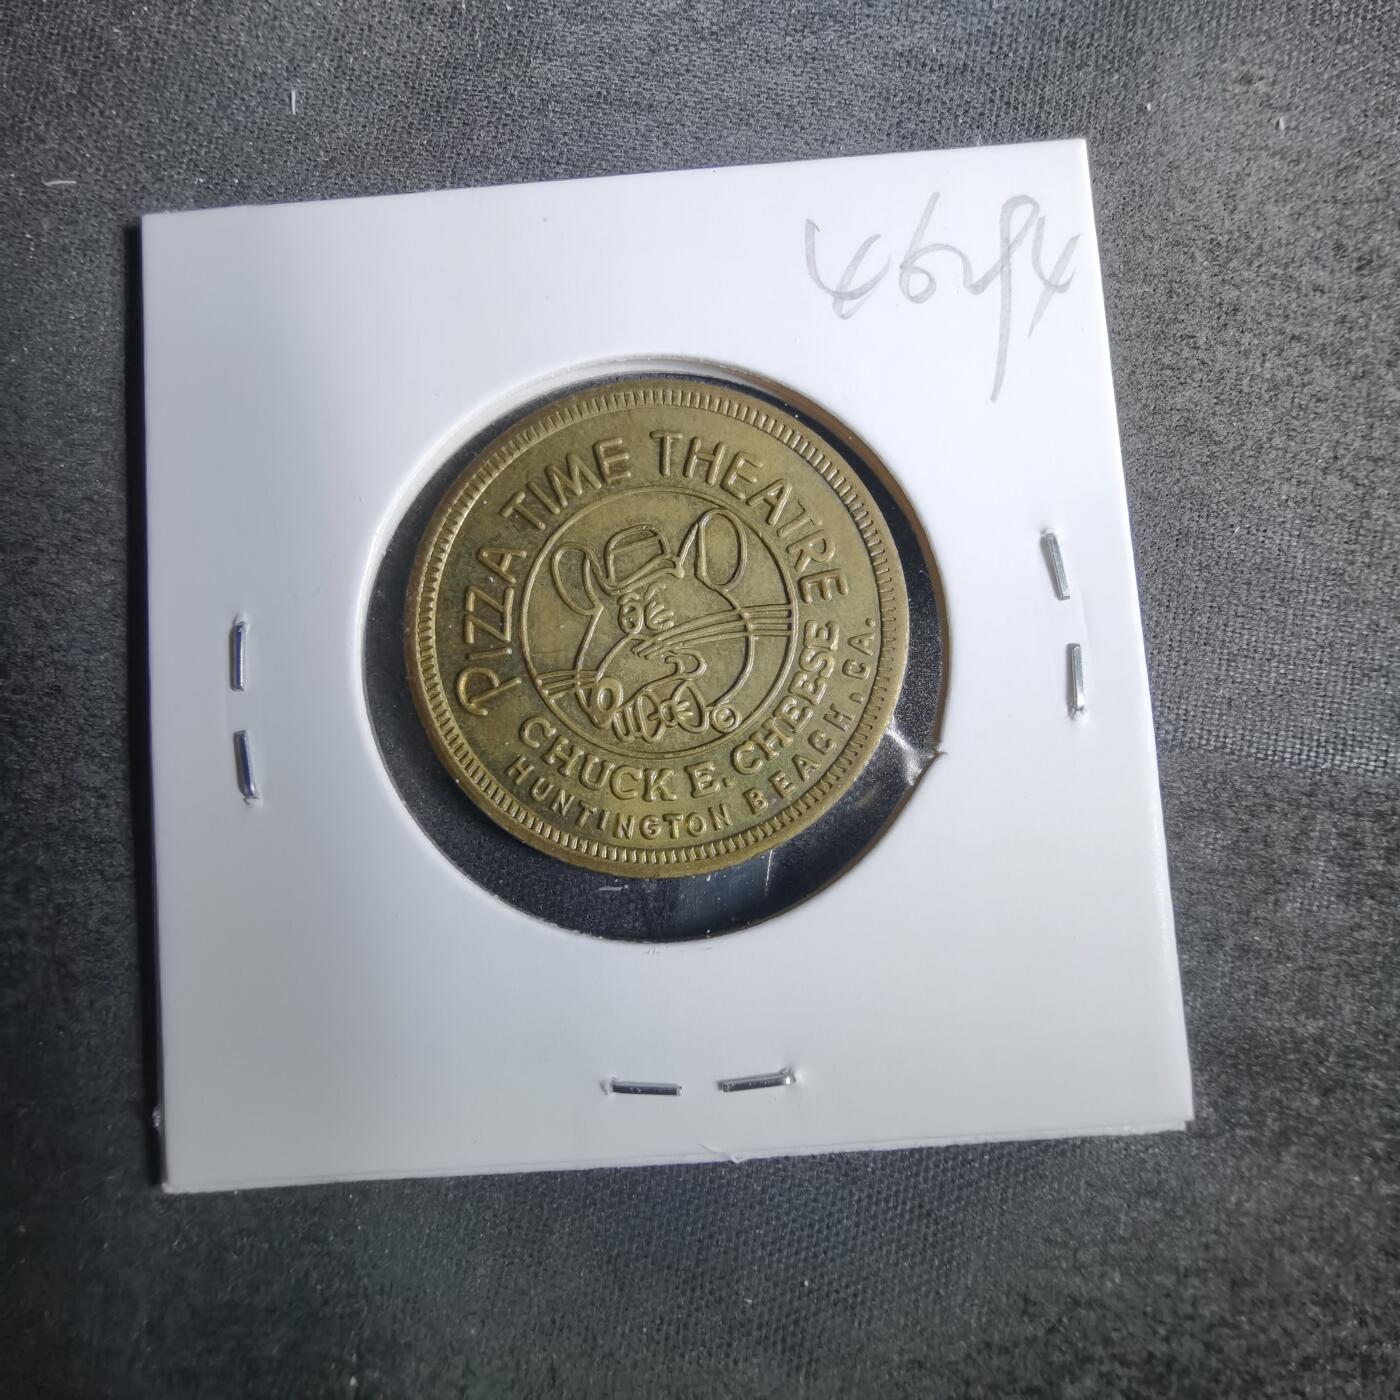 PIZZA TIME THEATRE
CHUCK E. CHEESE
©
HUNTINGTON BEACH, CA.